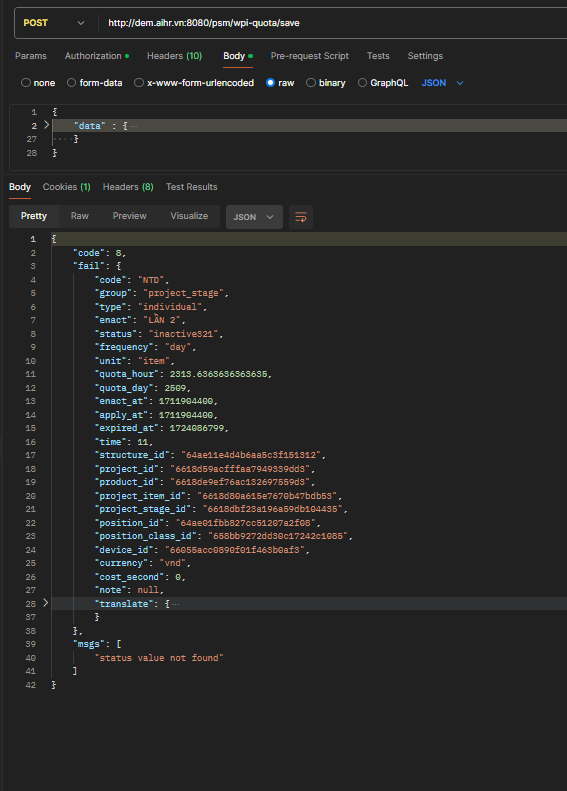 POST http://dem.aihr.vn:8080/psm/wpi-quota/save
Params Authorization Headers (10) Body Pre-request Script Tests Settings
none form-data x-www-form-urlencoded raw binary GraphQL JSON
1 {
2 "data" : { ...
27 }
28 }
Body Cookies (1) Headers (8) Test Results
Pretty Raw Preview Visualize JSON
1 {
2 "code": 8,
3 "fail": {
4 "code": "NTD",
5 "group": "project_stage",
6 "type": "individual",
7 "enact": "LẦN 2",
8 "status": "inactive321",
9 "frequency": "day",
10 "unit": "item",
11 "quota_hour": 2313.6363636363635,
12 "quota_day": 2509,
13 "enact_at": 1711904400,
14 "apply_at": 1711904400,
15 "expired_at": 1724086799,
16 "time": 11,
17 "structure_id": "64ae11e4d4b6aa5c3f151312",
18 "project_id": "6618d59acfffaa7949339dd3",
19 "product_id": "6618de9ef76ac132697559d3",
20 "project_item_id": "6618d80a615e7670b47bdb53",
21 "project_stage_id": "6618dbf23a196a59db104435",
22 "position_id": "64ae01fbb827cc51207a2f08",
23 "position_class_id": "658bb9272dd30c17242c1085",
24 "device_id": "66055acc0890f01f463b0af3",
25 "currency": "vnd",
26 "cost_second": 0,
27 "note": null,
28 "translate": { ...
37 }
38 },
39 "msgs": [
40 "status value not found"
41 ]
42 }